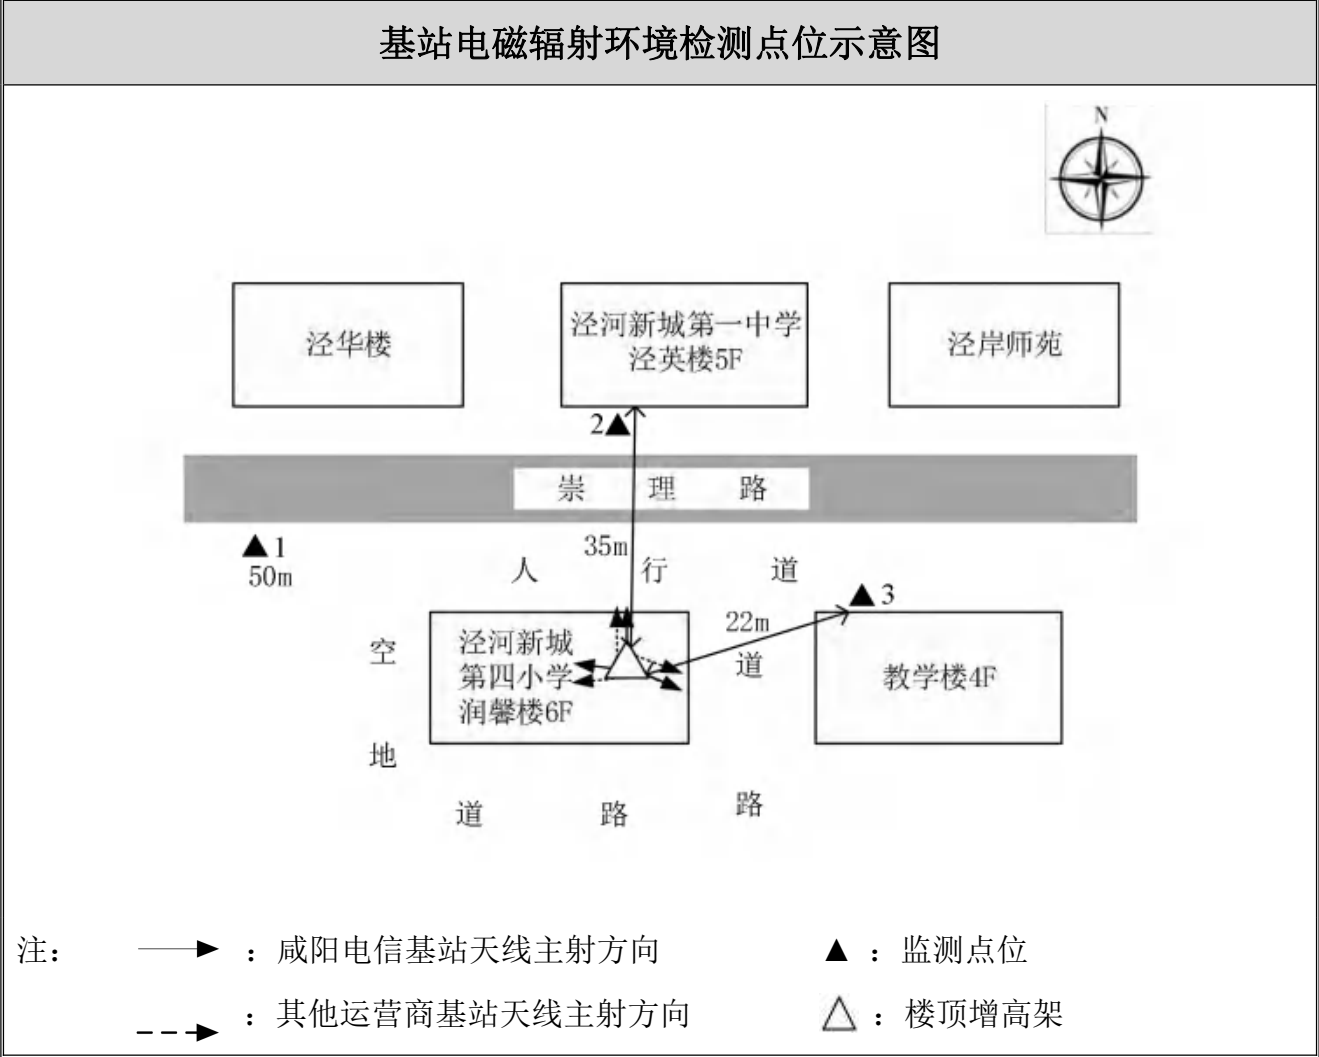 基站电磁辐射环境检测点位示意图
N
泾华楼
泾河新城第一中学
泾英楼5F
泾岸师苑
2
崇理路
1
50m
35m
人行道
3
22m
空地
泾河新城
第四小学
润馨楼6F
道路
教学楼4F
道路
注：
：咸阳电信基站天线主射方向
：监测点位
：其他运营商基站天线主射方向
：楼顶增高架